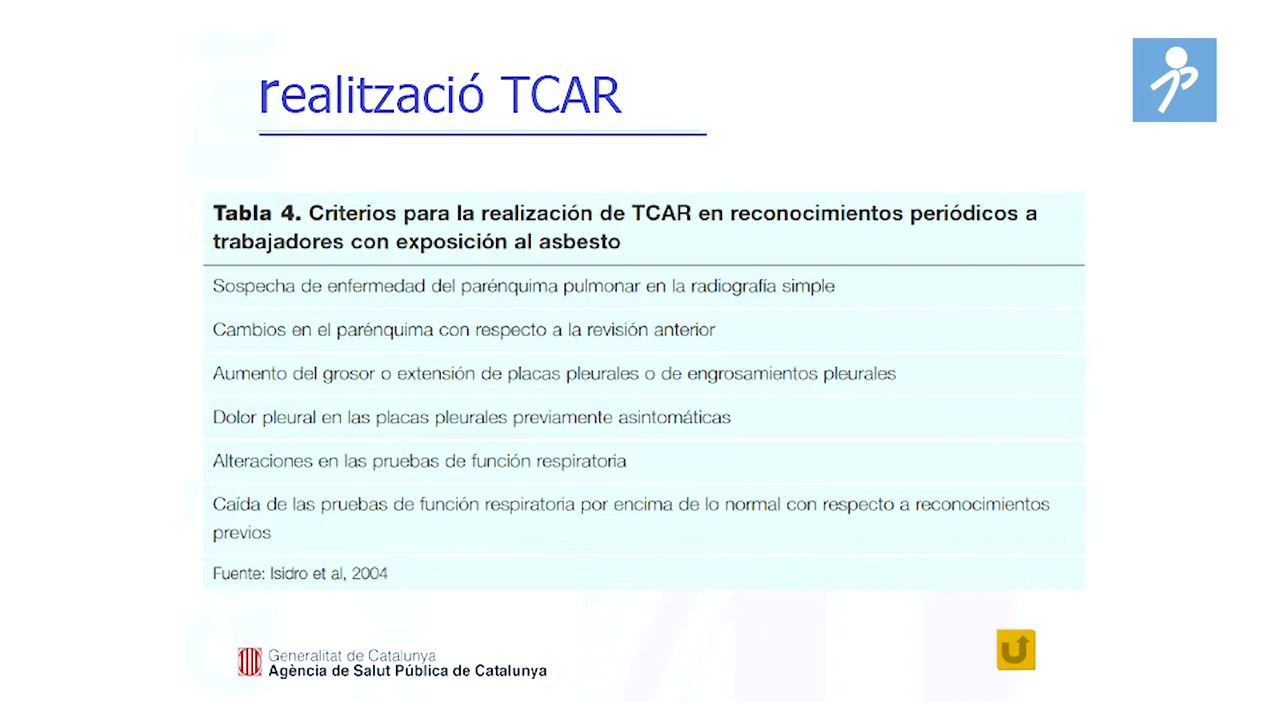 realització TCAR
Tabla 4. Criterios para la realización de TCAR en reconocimientos periódicos a
trabajadores con exposición al asbesto
Sospecha de enfermedad del parénquima pulmonar en la radiografía simple
Cambios en el parénquima con respecto a la revisión anterior
Aumento del grosor o extensión de placas pleurales o de engrosamientos pleurales
Dolor pleural en las placas pleurales previamente asintomáticas
Alteraciones en las pruebas de función respiratoria
Caída de las pruebas de función respiratoria por encima de lo normal con respecto a reconocimientos
previos
Fuente: Isidro et al, 2004
Generalitat de Catalunya
Agència de Salut Pública de Catalunya